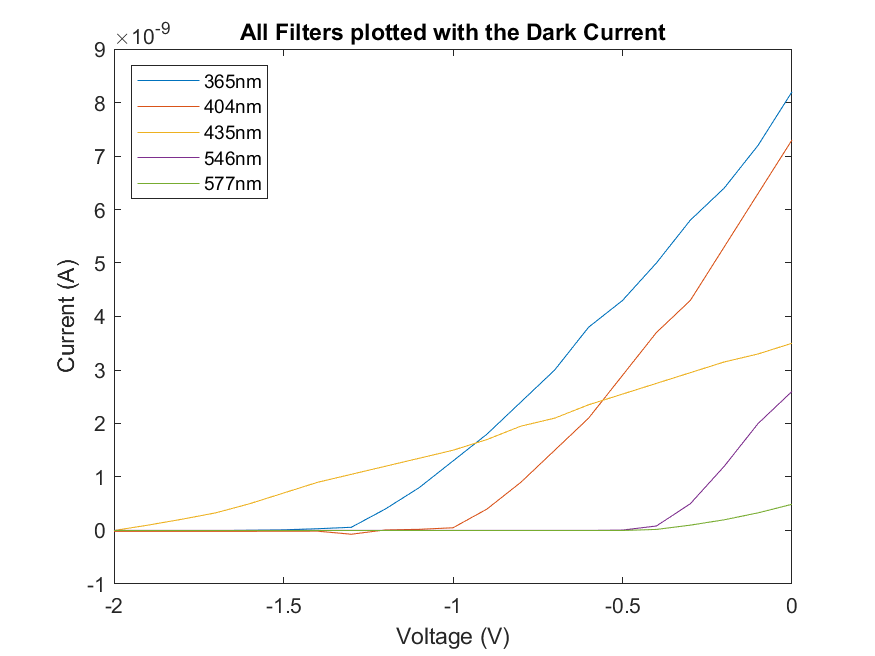 All Filters plotted with the Dark Current
×10-9
9
8
7
6
5
4
3
2
1
0
-1
Current (A)
365nm
404nm
435nm
546nm
577nm
-2
-1.5
-1
-0.5
0
Voltage (V)